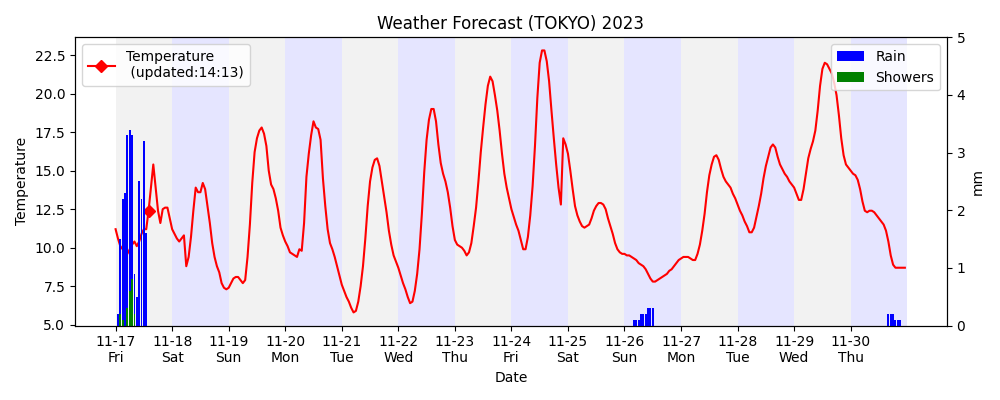 Weather Forecast (TOKYO) 2023
Temperature
(updated:14:13)
Rain
Showers
Temperature
22.5
20.0
17.5
15.0
12.5
10.0
7.5
5.0
5
4
3
2
1
0
mm
11-17 11-18 11-19 11-20 11-21 11-22 11-23 11-24 11-25 11-26 11-27 11-28 11-29 11-30
Fri Sat Sun Mon Tue Wed Thu Fri Sat Sun Mon Tue Wed Thu
Date